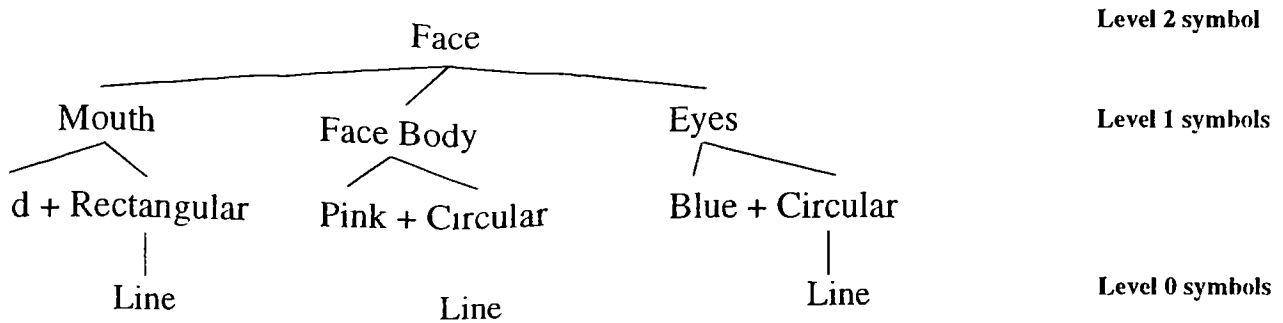 Level 2 symbol
Face
Mouth Face Body Eyes Level 1 symbols
d + Rectangular Pink + Circular Blue + Circular
Line Line Line Level 0 symbols